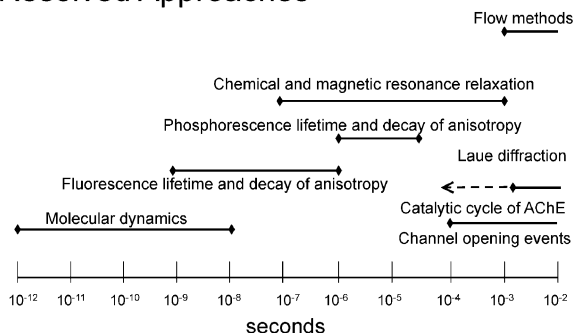 Flow methods
Chemical and magnetic resonance relaxation
Phosphorescence lifetime and decay of anisotropy
Laue diffraction
Fluorescence lifetime and decay of anisotropy
Catalytic cycle of AChE
Molecular dynamics
Channel opening events
10-12 10-11 10-10 10-9 10-8 10-7 10-6 10-5 10-4 10-3 10-2
seconds